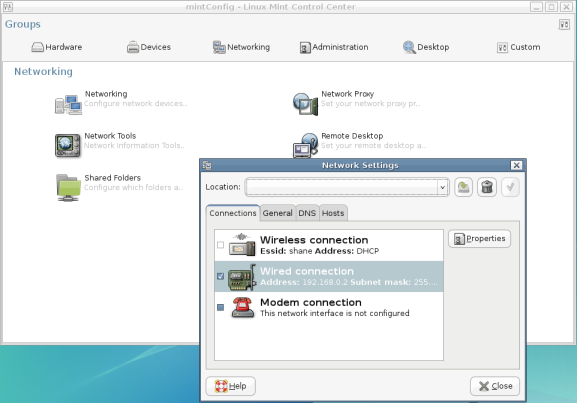 mintConfig - Linux Mint Control Center
Groups
Hardware Devices Networking Administration Desktop Custom
Networking
Networking
Configure network devices..
Network Proxy
Set your network proxy pr..
Network Tools
Network Information Tools..
Remote Desktop
Set your remote desktop a..
Shared Folders
Configure which folders a..
Network Settings
Location:
Connections General DNS Hosts
Wireless connection
Essid: shane Address: DHCP
Properties
Wired connection
Address: 192.168.0.2 Subnet mask: 255....
Modem connection
This network interface is not configured
Help Close